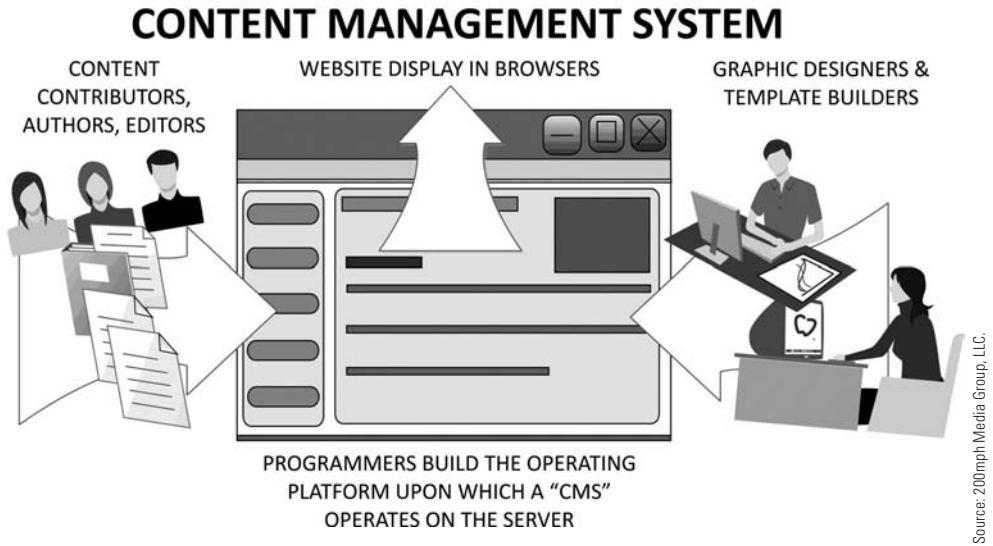 CONTENT MANAGEMENT SYSTEM
CONTENT
CONTRIBUTORS,
AUTHORS, EDITORS
WEBSITE DISPLAY IN BROWSERS
GRAPHIC DESIGNERS &
TEMPLATE BUILDERS
PROGRAMMERS BUILD THE OPERATING
PLATFORM UPON WHICH A “CMS”
OPERATES ON THE SERVER
Source: 200mph Media Group, LLC.